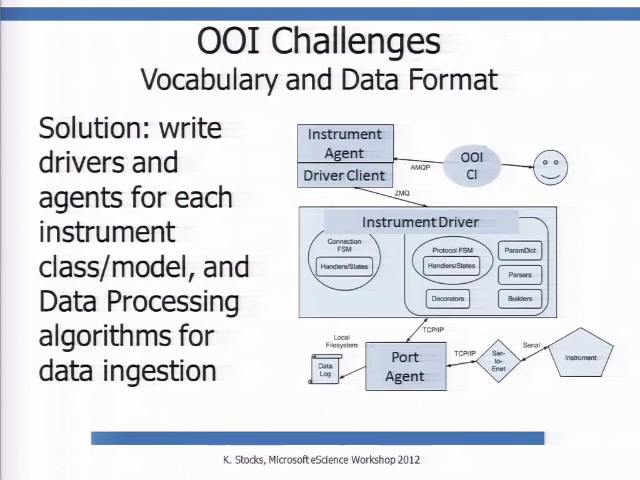 OOI Challenges
Vocabulary and Data Format
Solution: write
drivers and
agents for each
instrument
class/model, and
Data Processing
algorithms for
data ingestion
Instrument
Agent
Driver Client
AMQP
OOI
CI
ZMQ
Instrument Driver
Connection
FSM
Handlers/States
Protocol FSM
Handlers/States
ParamDict
Parsers
Decorators
Builders
TCP/IP
Local
Filesystem
Data
Log
Port
Agent
TCP/IP
Ser-
to-
Enet
Serial
Instrument
K. Stocks, Microsoft eScience Workshop 2012